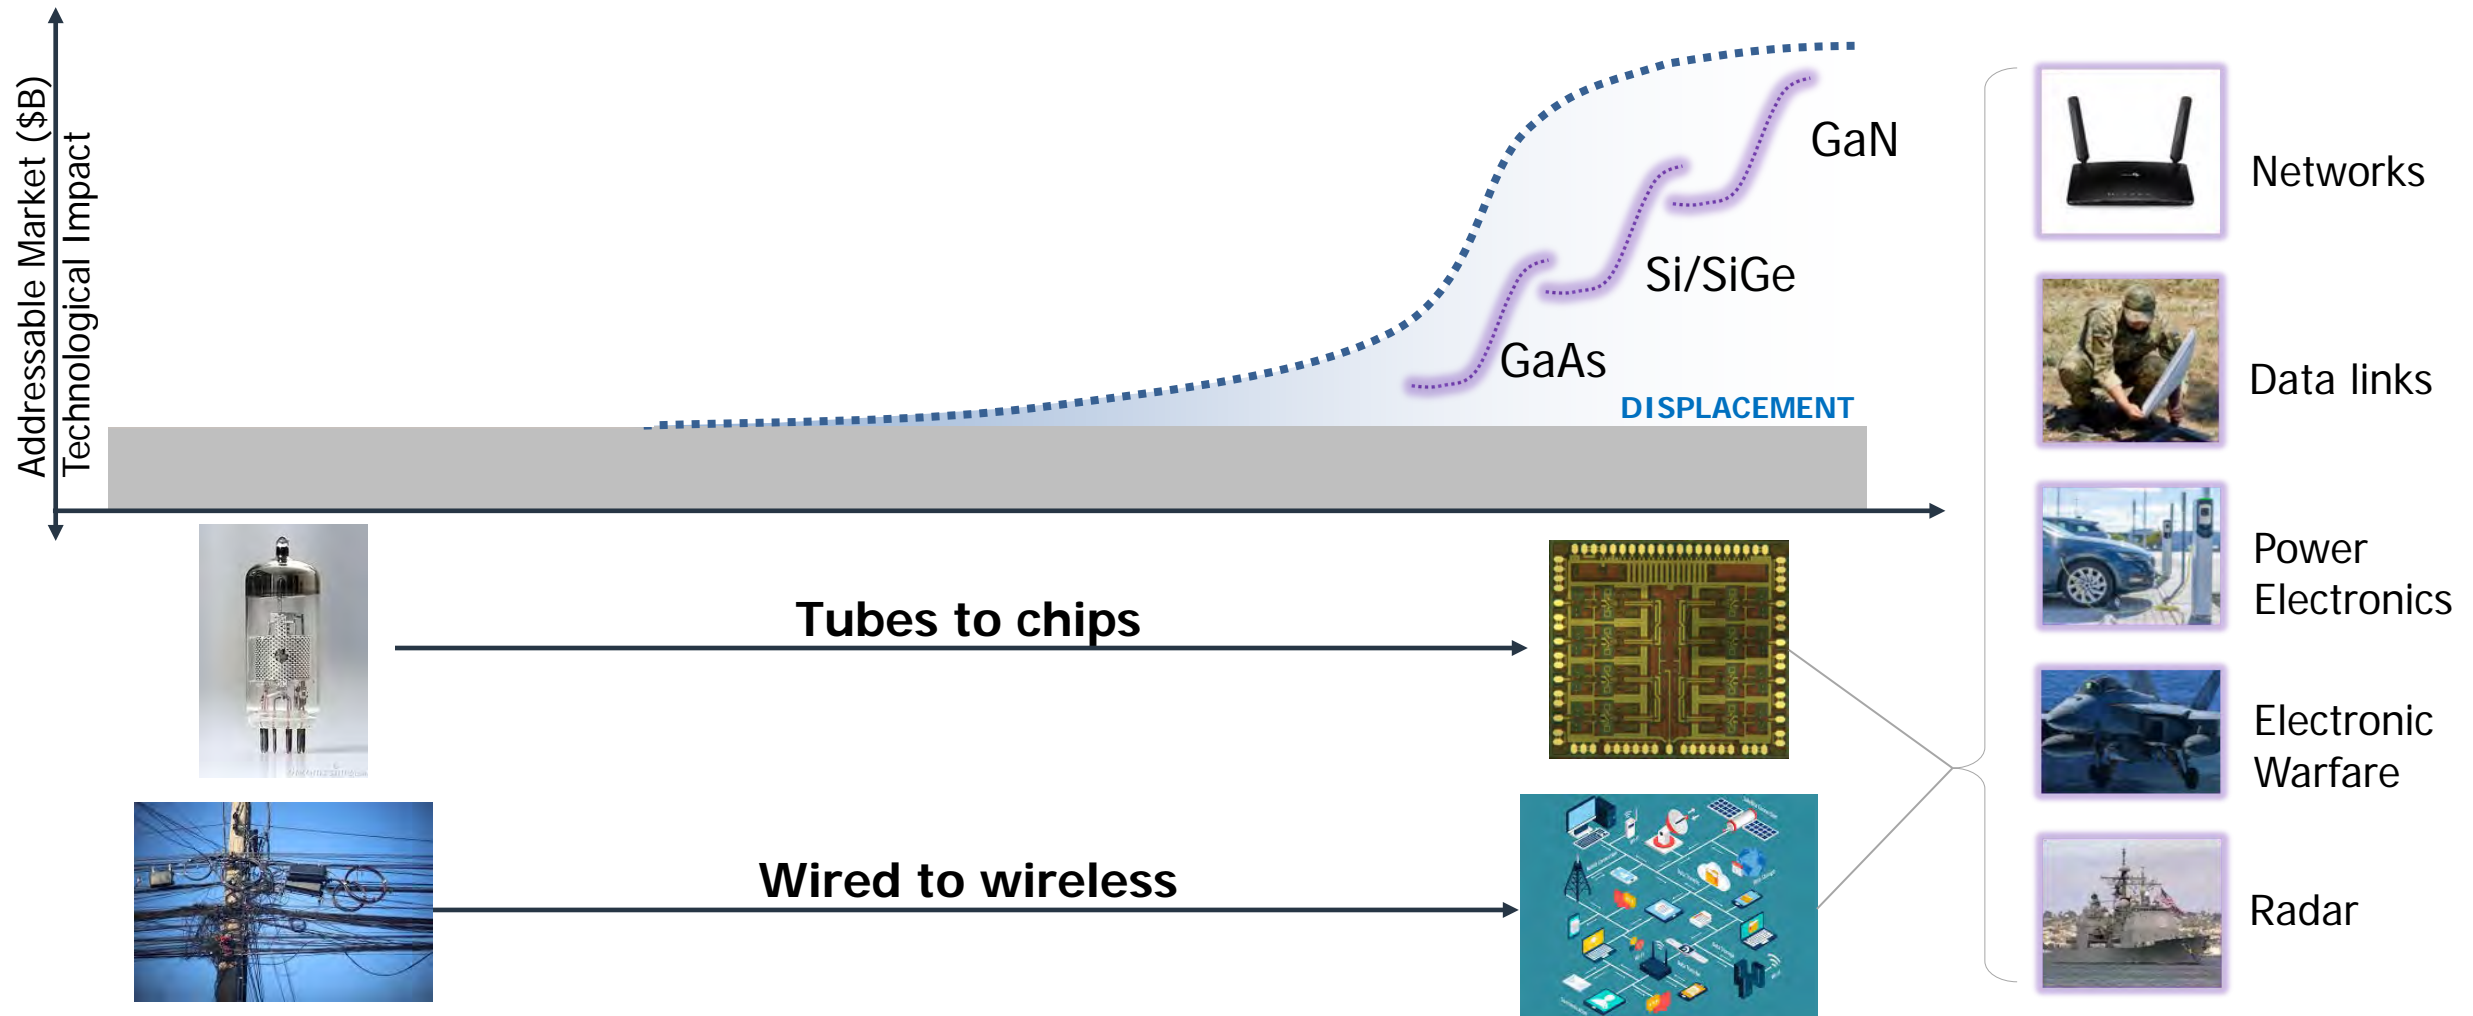 Addressable Market ($B)
Technological Impact
GaN
Si/SiGe
GaAs
DISPLACEMENT
Tubes to chips
Wired to wireless
Networks
Data links
Power
Electronics
Electronic
Warfare
Radar